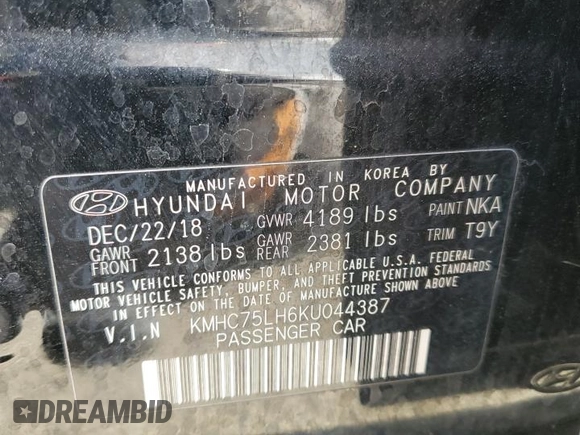 MANUFACTURED IN KOREA BY
HYUNDAI MOTOR COMPANY
DEC/22/18 GVWR 4189 lbs PAINT NKA
GAWR FRONT 2138 lbs GAWR REAR 2381 lbs TRIM T9Y
THIS VEHICLE CONFORMS TO ALL APPLICABLE U.S.A. FEDERAL
MOTOR VEHICLE SAFETY, BUMPER, AND THEFT PREVENTION STANDARDS
IN EFFECT ON THE DATE OF MANUFACTURE SHOWN ABOVE.
V.I.N KMHC75LH6KU044387
PASSENGER CAR
DREAMBID